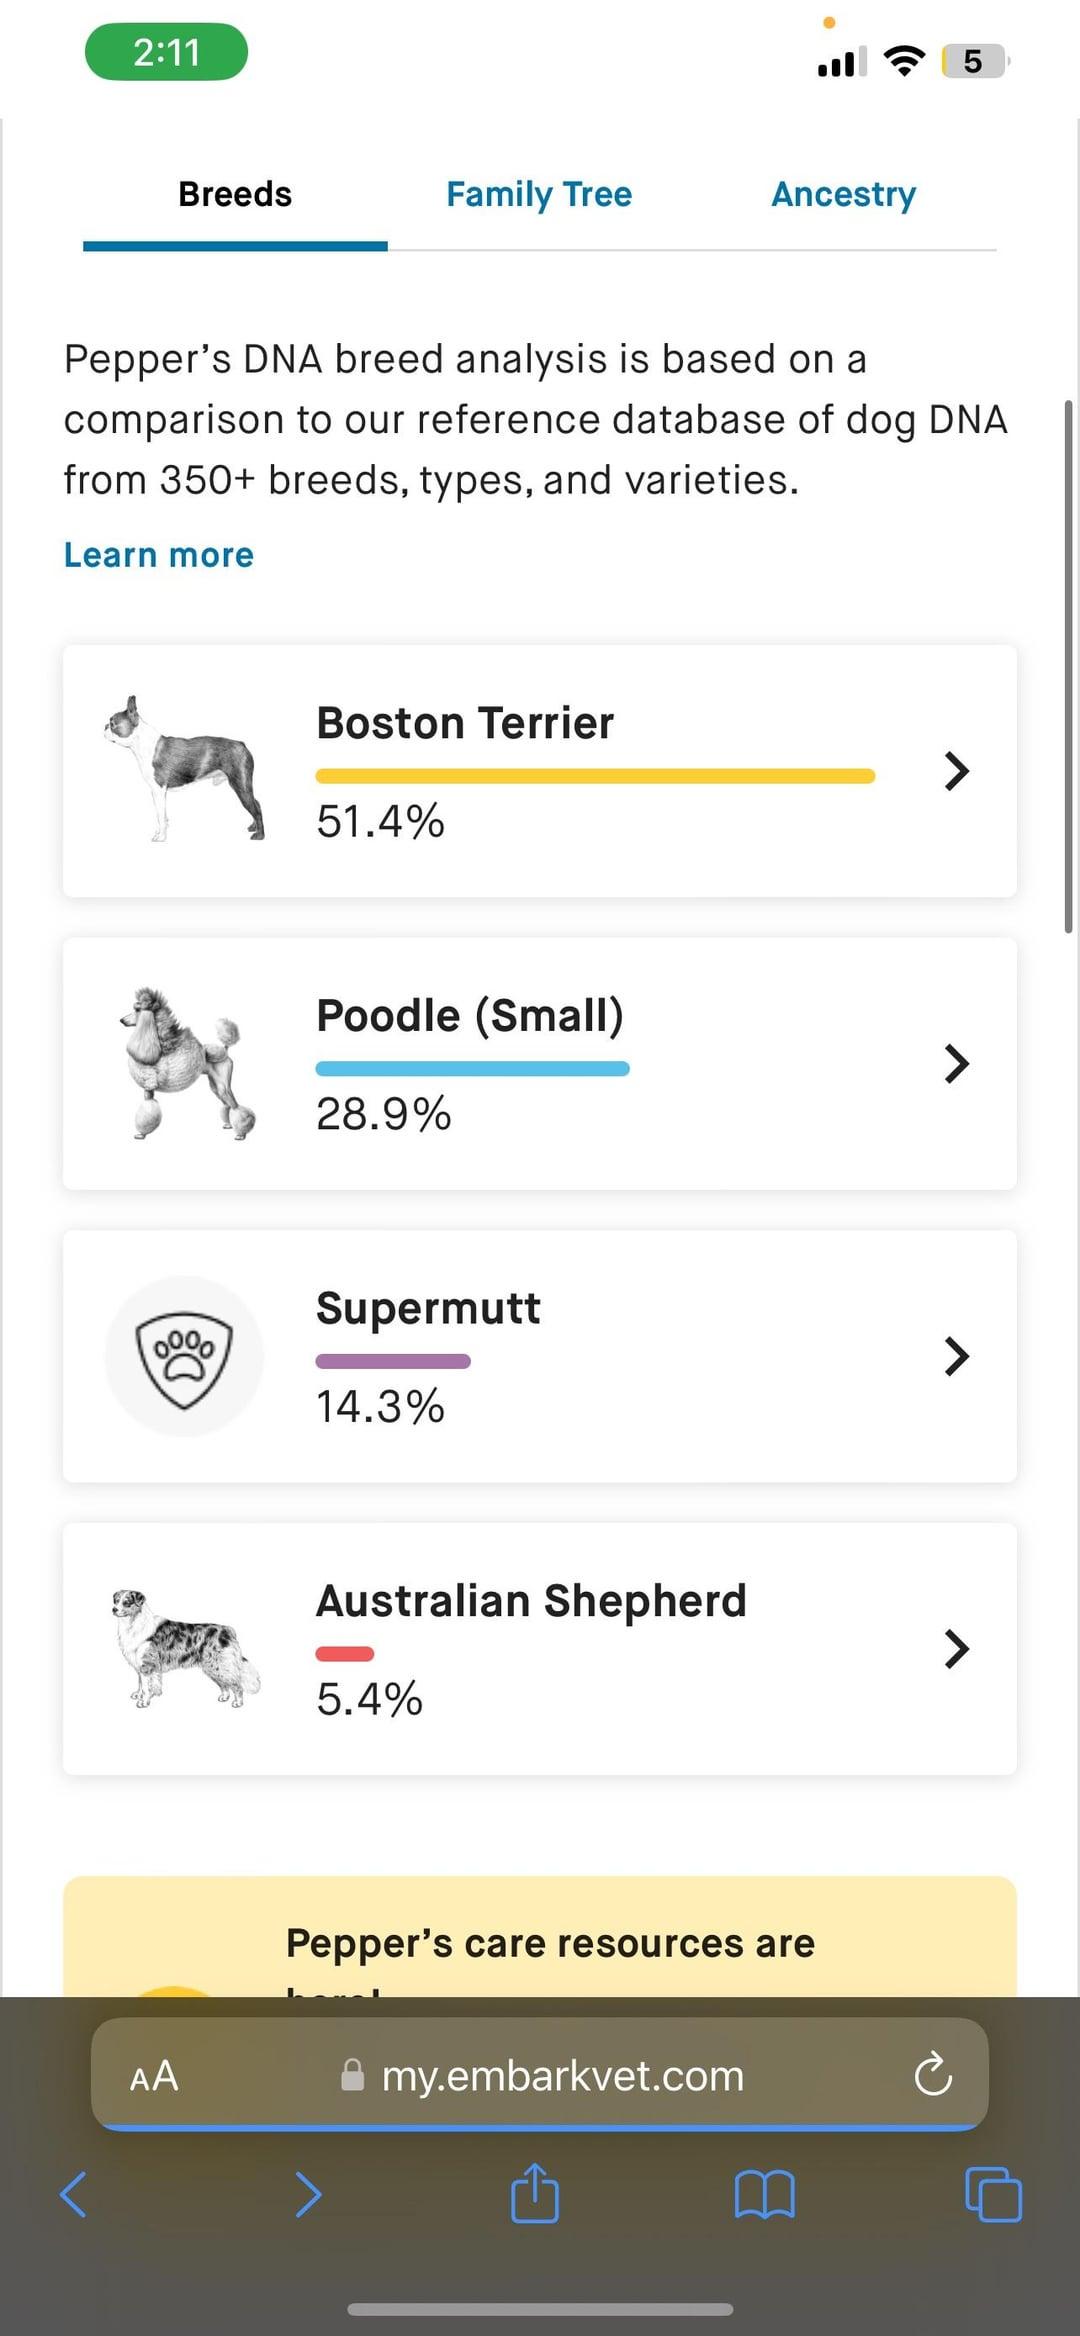 2:11
5
Breeds
Family Tree
Ancestry
Pepper’s DNA breed analysis is based on a
comparison to our reference database of dog DNA
from 350+ breeds, types, and varieties.
Learn more
Boston Terrier
51.4%
Poodle (Small)
28.9%
Supermutt
14.3%
Australian Shepherd
5.4%
Pepper’s care resources are
here!
AA
my.embarkvet.com